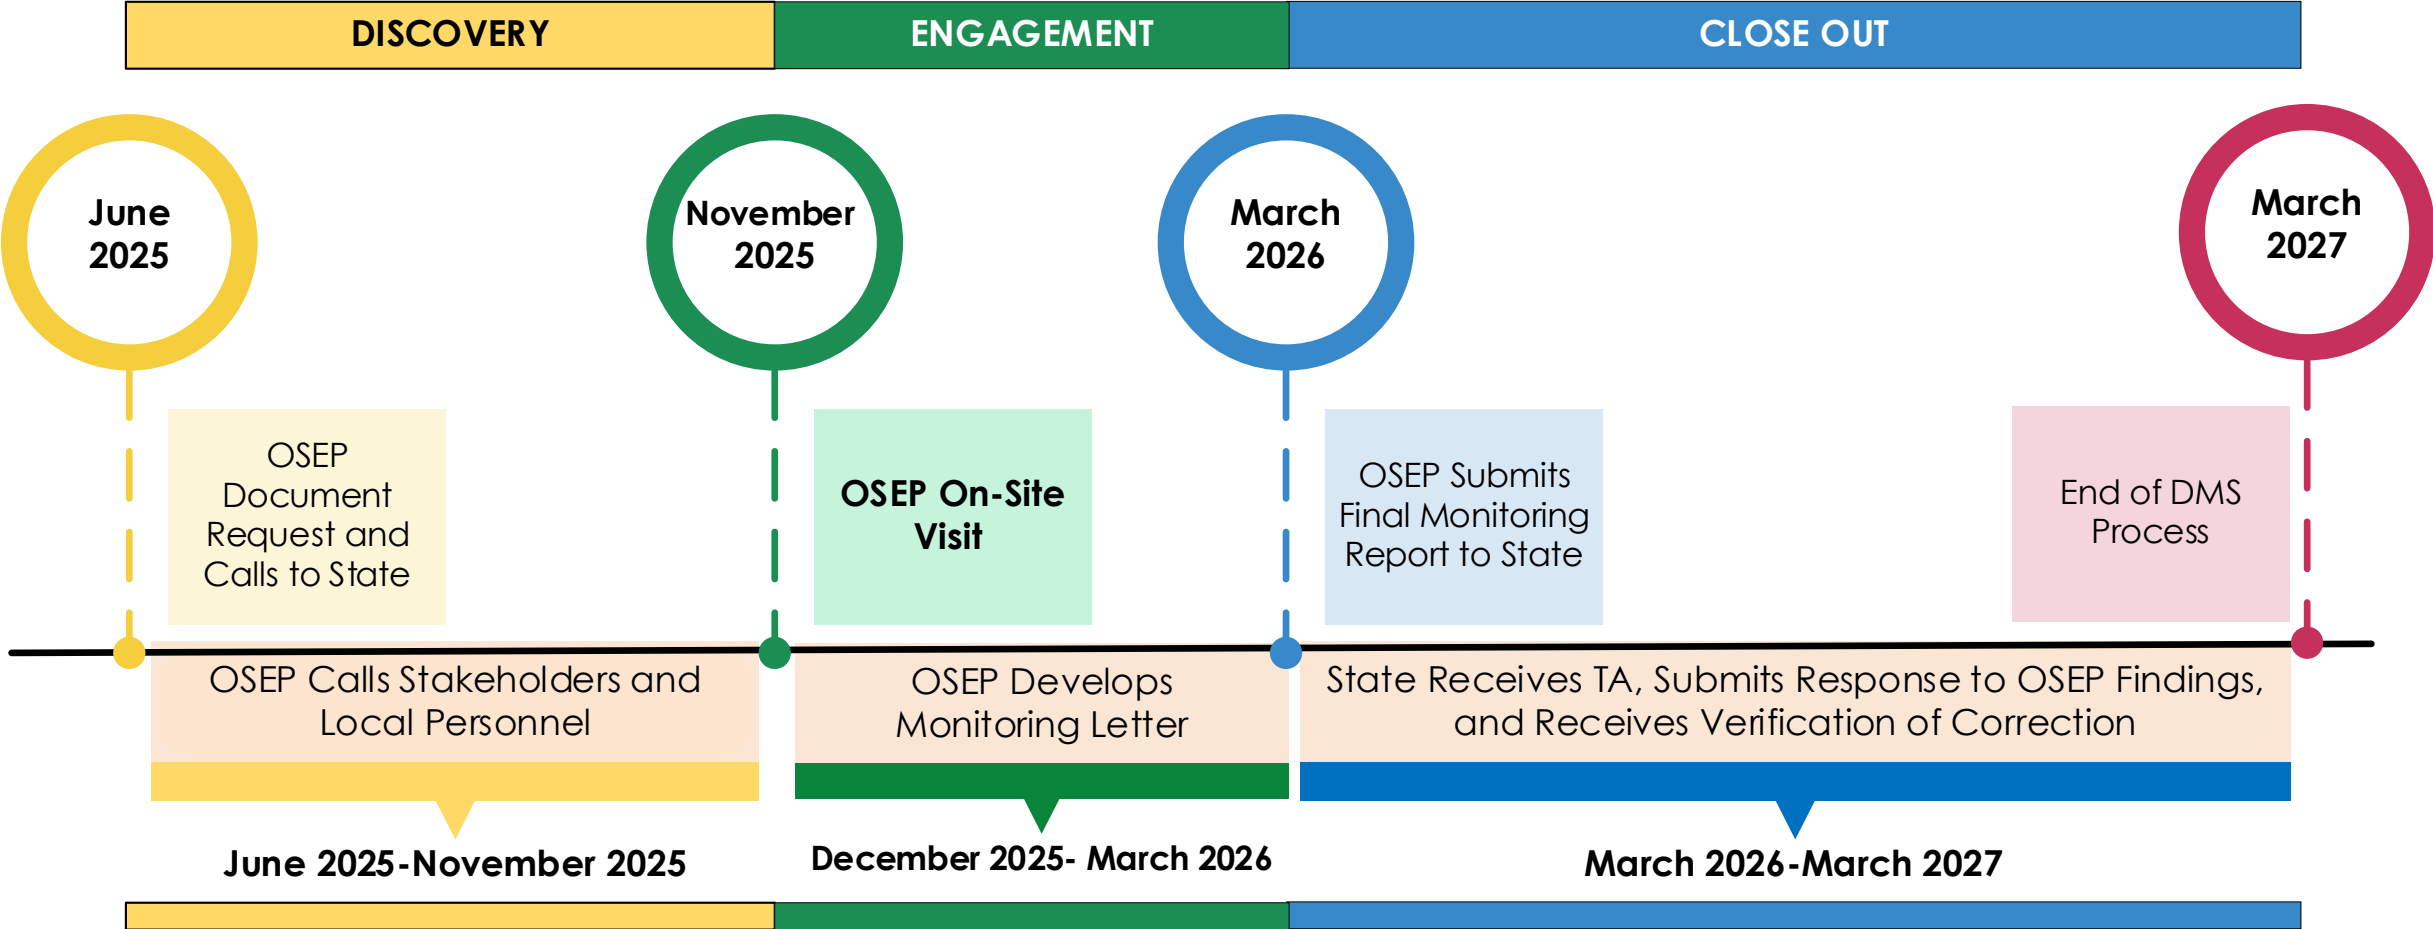 DISCOVERY
ENGAGEMENT
CLOSE OUT
June
2025
November
2025
March
2026
March
2027
OSEP
Document
Request and
Calls to State
OSEP On-Site
Visit
OSEP Submits
Final Monitoring
Report to State
End of DMS
Process
OSEP Calls Stakeholders and
Local Personnel
OSEP Develops
Monitoring Letter
State Receives TA, Submits Response to OSEP Findings,
and Receives Verification of Correction
June 2025-November 2025
December 2025- March 2026
March 2026-March 2027